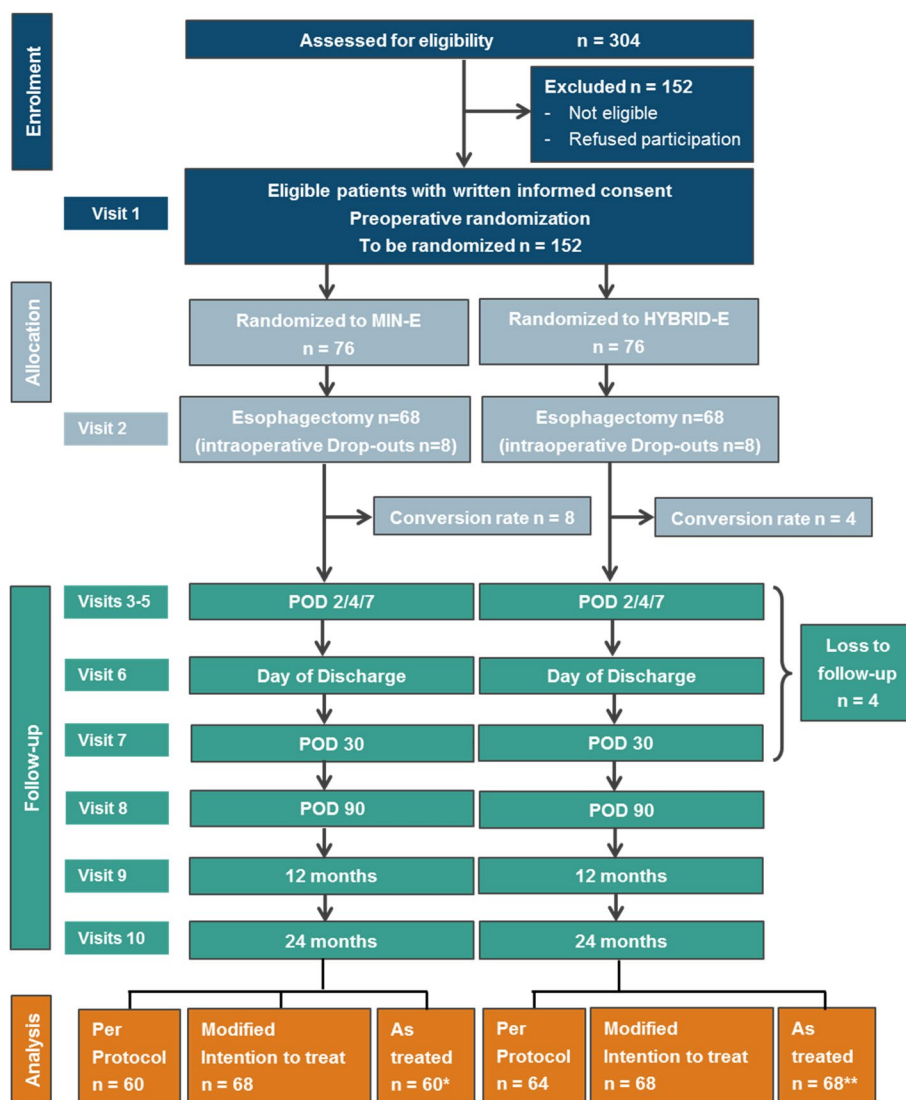 Enrolment
Assessed for eligibility n = 304
Excluded n = 152
- Not eligible
- Refused participation
Visit 1
Eligible patients with written informed consent
Preoperative randomization
To be randomized n = 152
Allocation
Randomized to MIN-E
n = 76
Randomized to HYBRID-E
n = 76
Visit 2
Esophagectomy n=68
(intraoperative Drop-outs n=8)
Esophagectomy n=68
(intraoperative Drop-outs n=8)
Conversion rate n = 8
Conversion rate n = 4
Follow-up
Visits 3-5
POD 2/4/7
POD 2/4/7
Loss to
follow-up
n = 4
Visit 6
Day of Discharge
Day of Discharge
Visit 7
POD 30
POD 30
Visit 8
POD 90
POD 90
Visit 9
12 months
12 months
Visits 10
24 months
24 months
Analysis
Per
Protocol
n = 60
Modified
Intention to treat
n = 68
As
treated
n = 60*
Per
Protocol
n = 64
Modified
Intention to treat
n = 68
As
treated
n = 68**